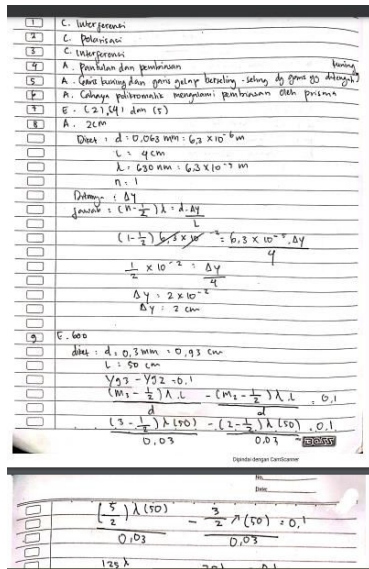 1 C. Interferensi
2 C. Polarisasi
3 C. Interferensi
4 A. Pantulan dan pembiasan
5 A. Garis kuning dan garis gelap berseling-seling dg garis yg ditengah kuning
6 A. Cahaya polikromatis mengalami pembiasan oleh prisma
7 E. (2), (4) dan (5)
8 A. 2cm
Diket : d = 0,063 mm = 6,3 × 10⁻⁶ m
L = 4 cm
λ = 630 nm = 6,3 × 10⁻⁷ m
n = 1
Ditanya : Δy
Jawab : (n - 1/2) λ = d.Δy / L
(1 - 1/2) 6,3 × 10⁻² = 6,3 × 10⁻⁵.Δy / 4
1/2 × 10⁻² = Δy / 4
Δy = 2 × 10⁻²
Δy = 2 cm
9 E. 600
diket : d = 0,3 mm = 0,93 cm
L = 50 cm
Yg3 - Yg2 = 0,1
(m₃ - 1/2) λ.L / d - (m₂ - 1/2) λ.L / d = 0,1
(3 - 1/2) λ (50) / 0,03 - (2 - 1/2) λ (50) / 0,03 = 0,1
Dipindai dengan CamScanner
No.
Date:
(5/2) λ (50) / 0,03 - 3/2 λ (50) / 0,03 = 0,1
125 λ